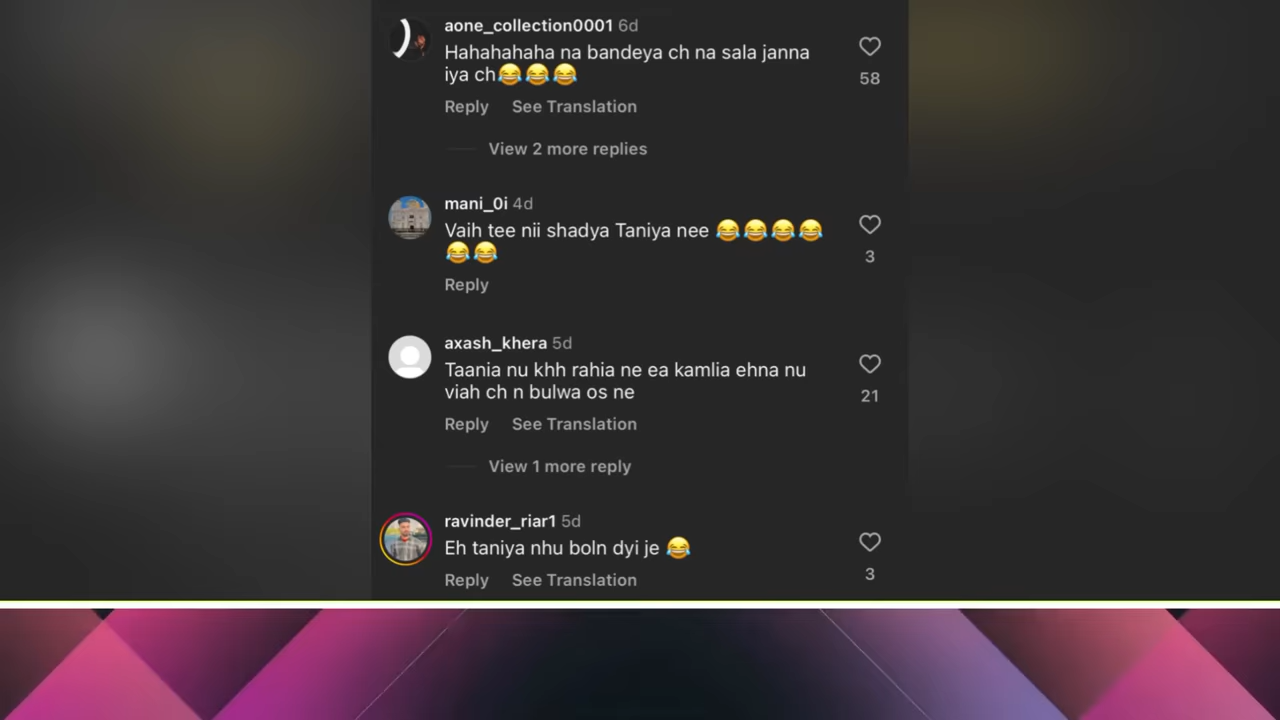 aone_collection0001 6d
Hahahahaha na bandeya ch na sala janna
iya ch😂😂😂
58
Reply See Translation
View 2 more replies
mani_0i 4d
Vaih tee nii shadya Taniya nee 😂😂😂😂
😂😂
3
Reply
axash_khera 5d
Taania nu khh rahia ne ea kamlia ehna nu
viah ch n bulwa os ne
21
Reply See Translation
View 1 more reply
ravinder_riar1 5d
Eh taniya nhu boln dyi je 😂
3
Reply See Translation